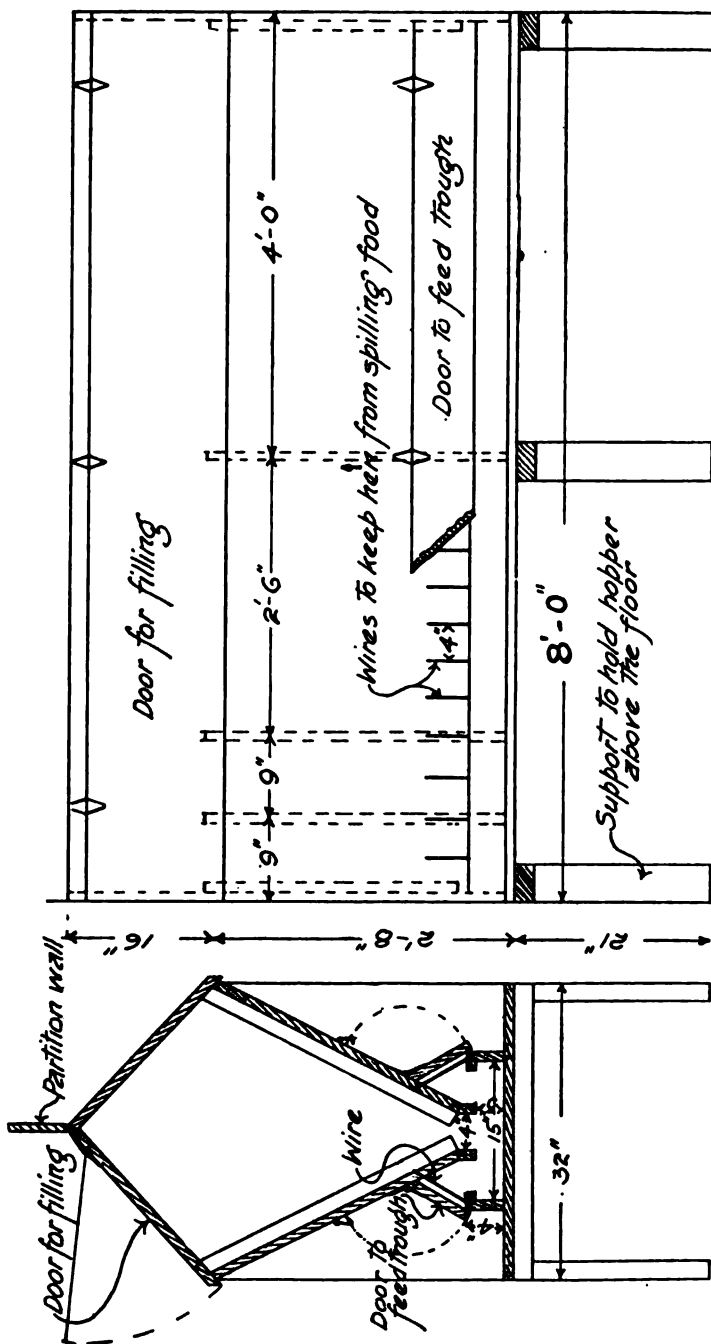 Partition wall
Door for filling
Wire
Door to
feed trough
4"
4"
15"
32"
16"
2'-8"
21"
Door for filling
9"
9"
2'-6"
4'-0"
Wires to keep hens from spilling food
4"
Door to feed trough
8'-0"
Support to hold hopper
above the floor